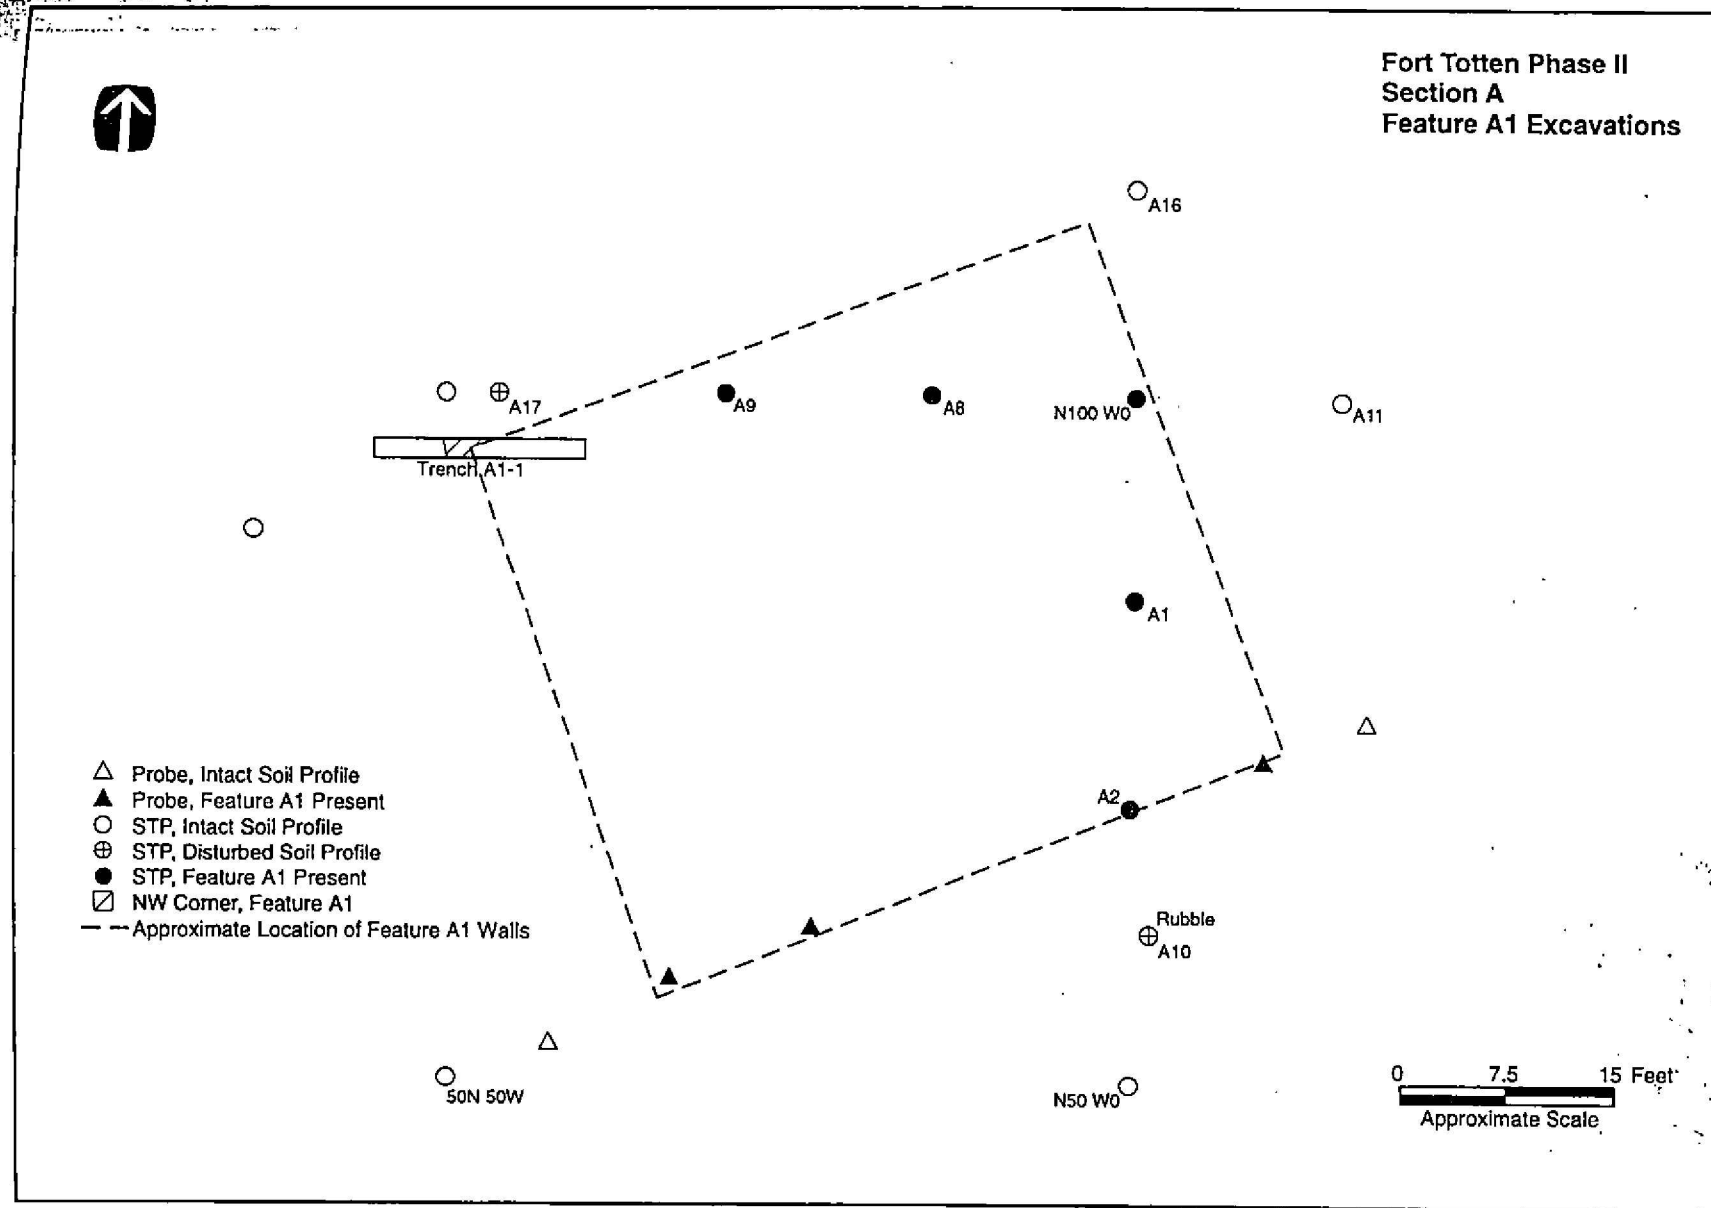 Fort Totten Phase II
Section A
Feature A1 Excavations
A16
A17
A9
A8
N100 W0
A11
Trench A1-1
A1
A2
Probe, Intact Soil Profile
Probe, Feature A1 Present
STP, Intact Soil Profile
STP, Disturbed Soil Profile
STP, Feature A1 Present
NW Corner, Feature A1
Approximate Location of Feature A1 Walls
Rubble
A10
50N 50W
N50 W0
0 7.5 15 Feet
Approximate Scale